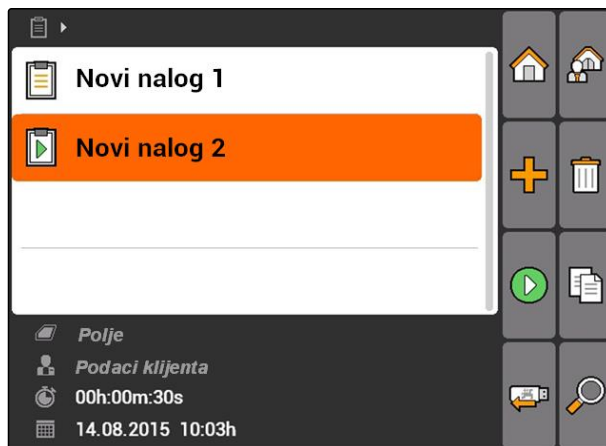 Novi nalog 1
Novi nalog 2
Polje
Podaci klijenta
00h:00m:30s
14.08.2015 10:03h